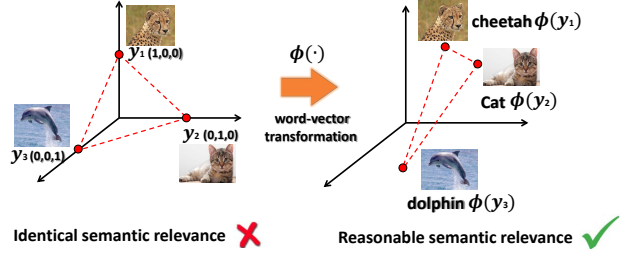 y₁ (1,0,0)
y₂ (0,1,0)
y₃ (0,0,1)
Identical semantic relevance
ϕ(·)
word-vector
transformation
cheetah ϕ(y₁)
Cat ϕ(y₂)
dolphin ϕ(y₃)
Reasonable semantic relevance